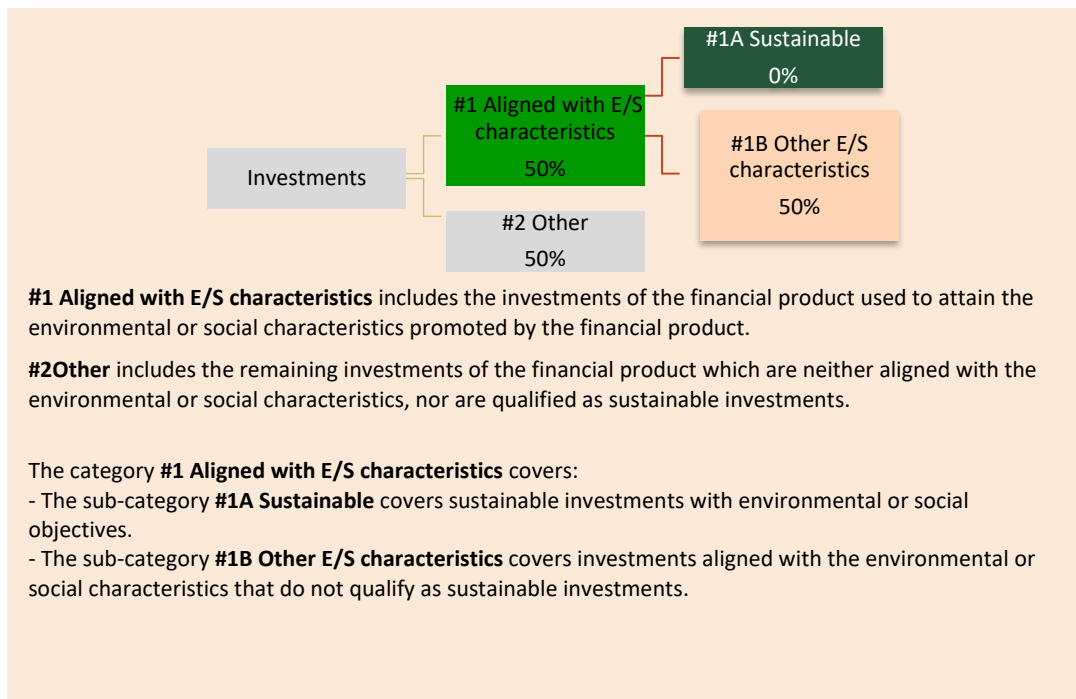 #1A Sustainable
0%
#1 Aligned with E/S
characteristics
50%
#1B Other E/S
characteristics
50%
Investments
#2 Other
50%
#1 Aligned with E/S characteristics includes the investments of the financial product used to attain the
environmental or social characteristics promoted by the financial product.
#2Other includes the remaining investments of the financial product which are neither aligned with the
environmental or social characteristics, nor are qualified as sustainable investments.
The category #1 Aligned with E/S characteristics covers:
- The sub-category #1A Sustainable covers sustainable investments with environmental or social
objectives.
- The sub-category #1B Other E/S characteristics covers investments aligned with the environmental or
social characteristics that do not qualify as sustainable investments.